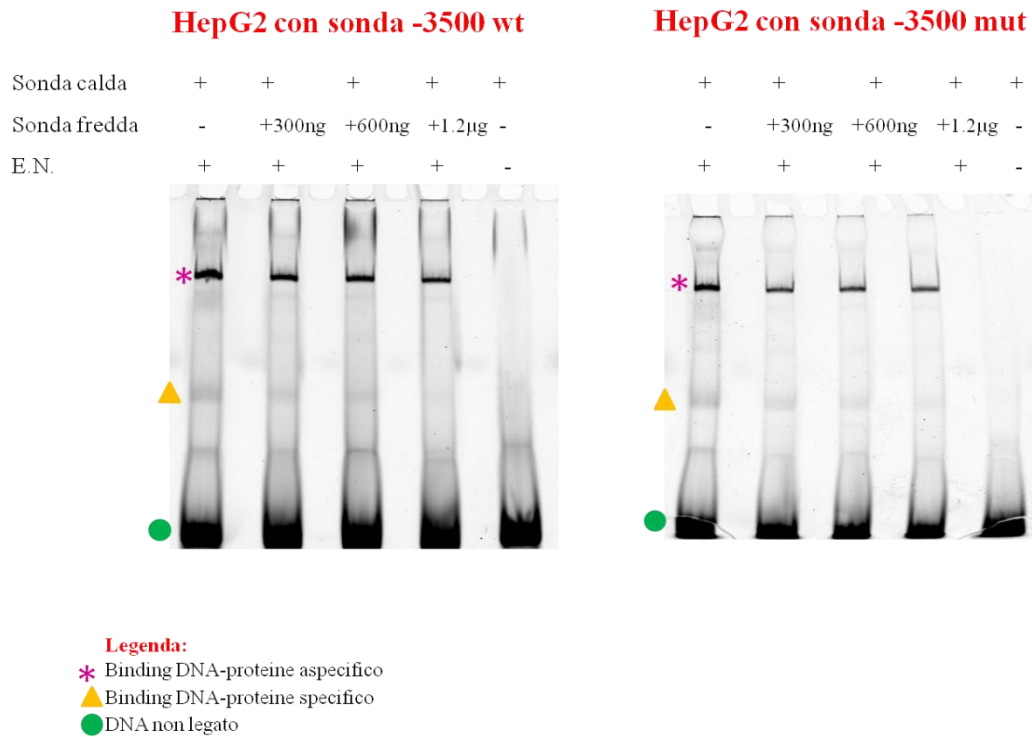 HepG2 con sonda -3500 wt
HepG2 con sonda -3500 mut
Sonda calda + + + + + + + + + +
Sonda fredda - +300ng +600ng +1.2µg - - +300ng +600ng +1.2µg -
E.N. + + + + - + + + + -
*
*
Legenda:
* Binding DNA-proteine aspecifico
Binding DNA-proteine specifico
DNA non legato